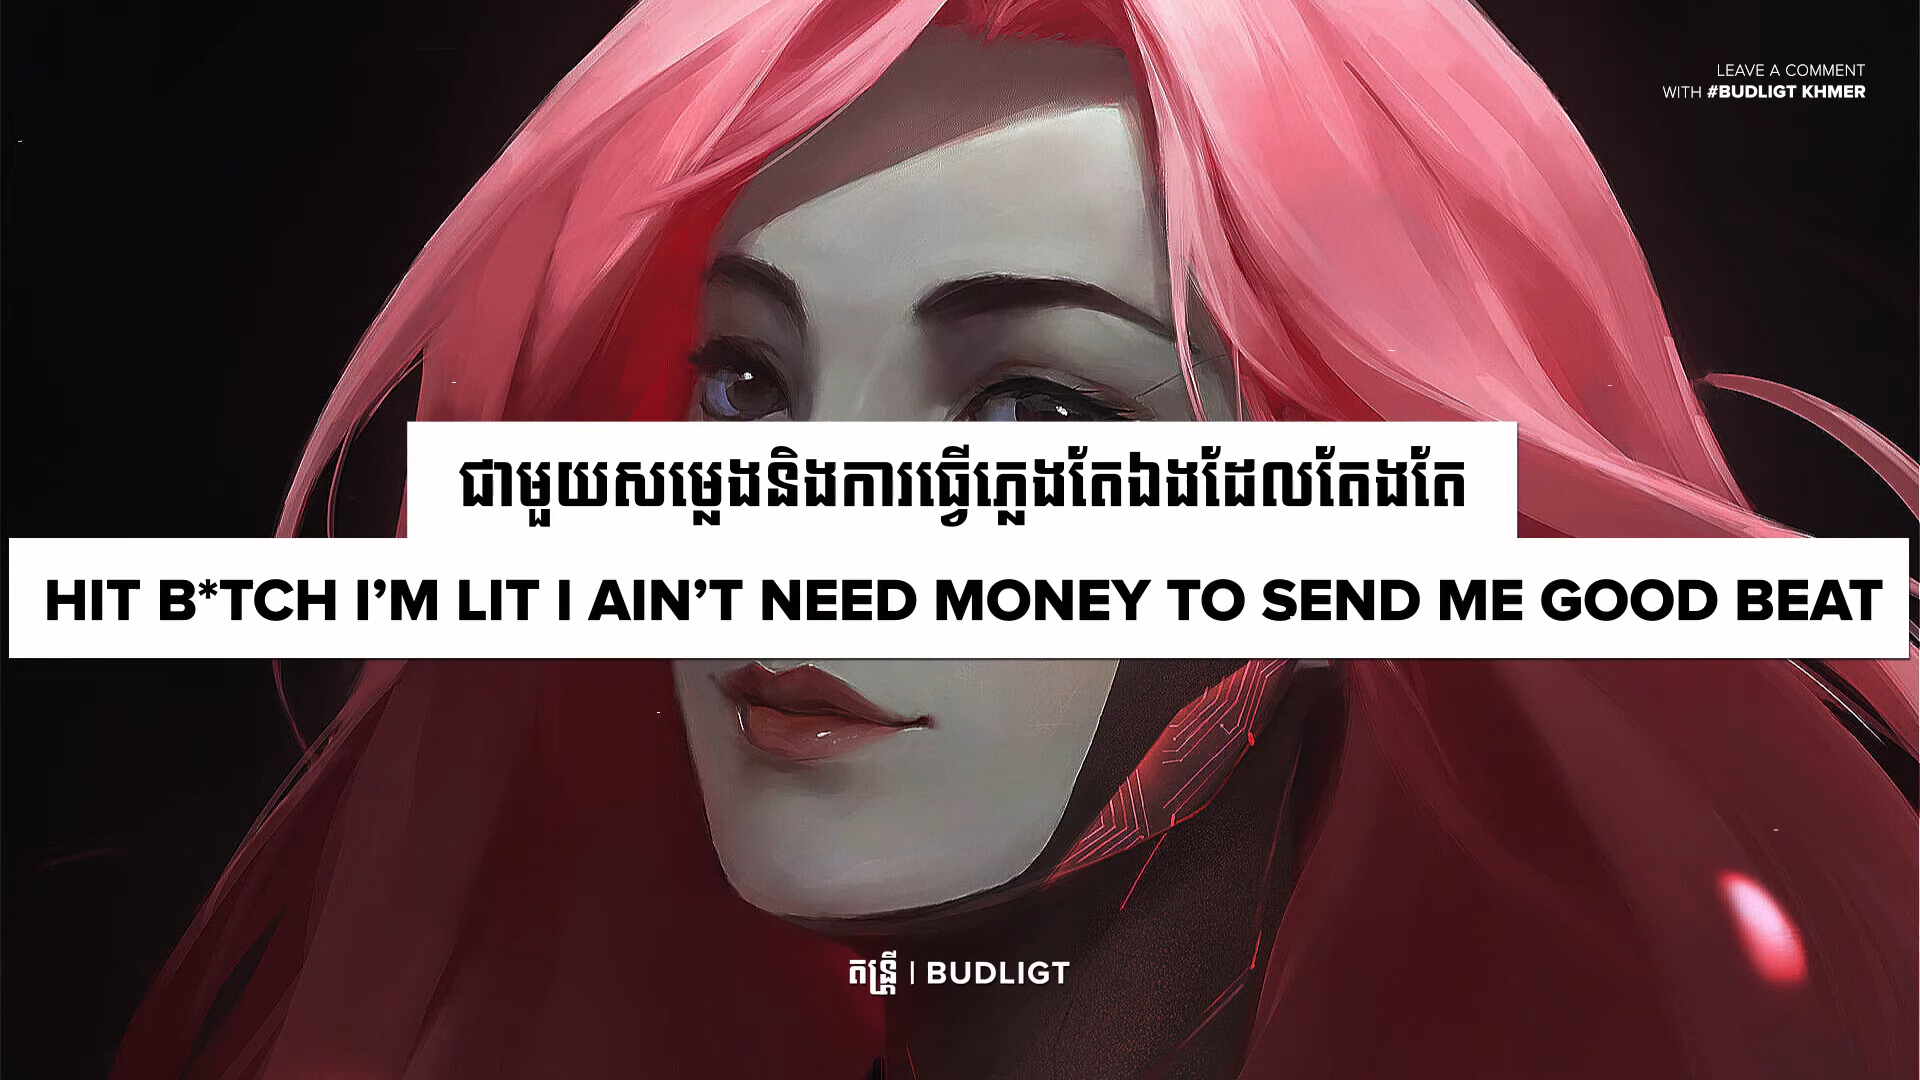 LEAVE A COMMENT
WITH #BUDLIGT KHMER
ជាមួយសម្លេងនិងការធ្វើភ្លេងតែឯងដែលតែងតែ
HIT B*TCH I’M LIT I AIN’T NEED MONEY TO SEND ME GOOD BEAT
តន្ត្រី | BUDLIGT